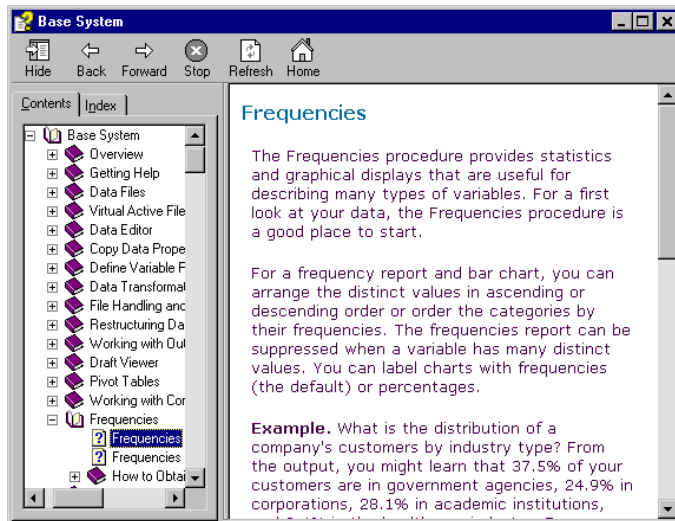 Base System
Hide Back Forward Stop Refresh Home
Contents Index
Base System
Overview
Getting Help
Data Files
Virtual Active File
Data Editor
Copy Data Prope
Define Variable F
Data Transformat
File Handling and
Restructuring Da
Working with Out
Draft Viewer
Pivot Tables
Working with Cor
Frequencies
Frequencies
Frequencies
How to Obtai
Frequencies
The Frequencies procedure provides statistics
and graphical displays that are useful for
describing many types of variables. For a first
look at your data, the Frequencies procedure is
a good place to start.
For a frequency report and bar chart, you can
arrange the distinct values in ascending or
descending order or order the categories by
their frequencies. The frequencies report can be
suppressed when a variable has many distinct
values. You can label charts with frequencies
(the default) or percentages.
Example. What is the distribution of a
company's customers by industry type? From
the output, you might learn that 37.5% of your
customers are in government agencies, 24.9% in
corporations, 28.1% in academic institutions,